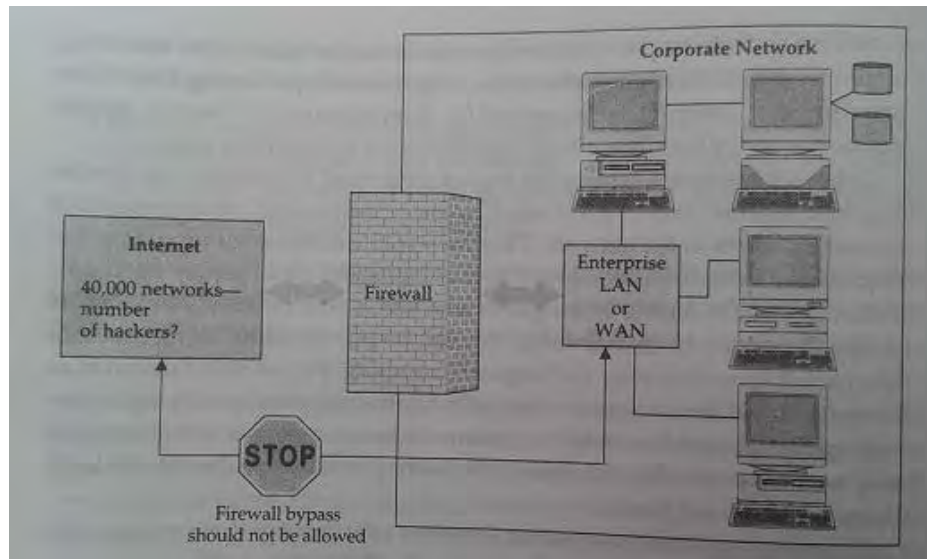 Corporate Network
Internet
40,000 networks—
number
of hackers?
Firewall
Enterprise
LAN
or
WAN
STOP
Firewall bypass
should not be allowed